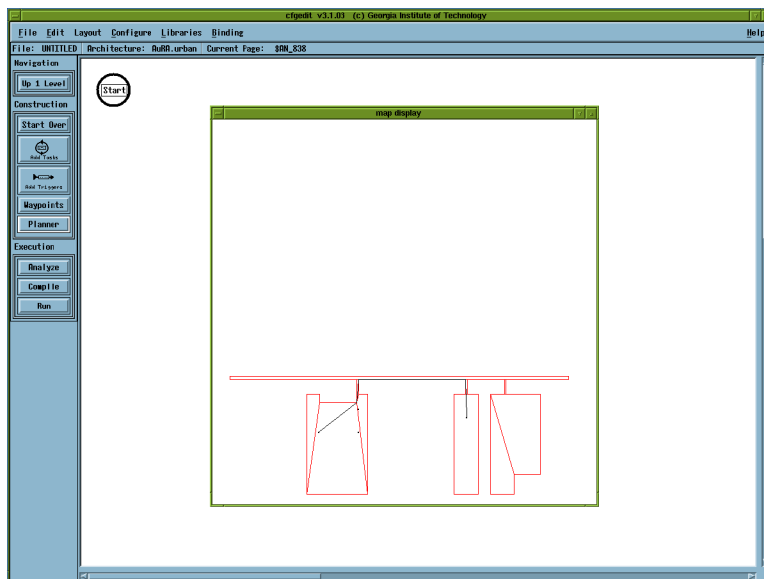 cfgedit v3.1.03 (c) Georgia Institute of Technology
File Edit Layout Configure Libraries Binding Help
File: UNTITLED Architecture: AuRA.urban Current Page: $AN_838
Navigation
Up 1 Level
Construction
Start Over
Add Tasks
Add Triggers
Waypoints
Planner
Execution
Analyze
Compile
Run
Start
map display